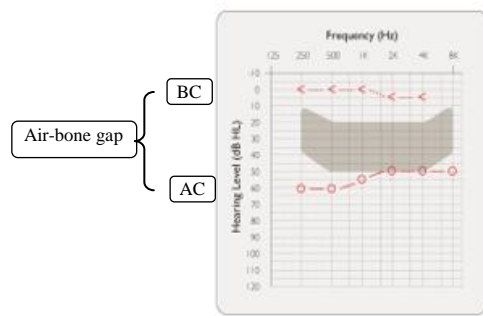 Frequency (Hz)
125 250 500 1K 2K 4K 8K
-10
0
10
20
30
40
50
60
70
80
90
100
110
120
Hearing Level (dB HL)
BC
Air-bone gap
AC